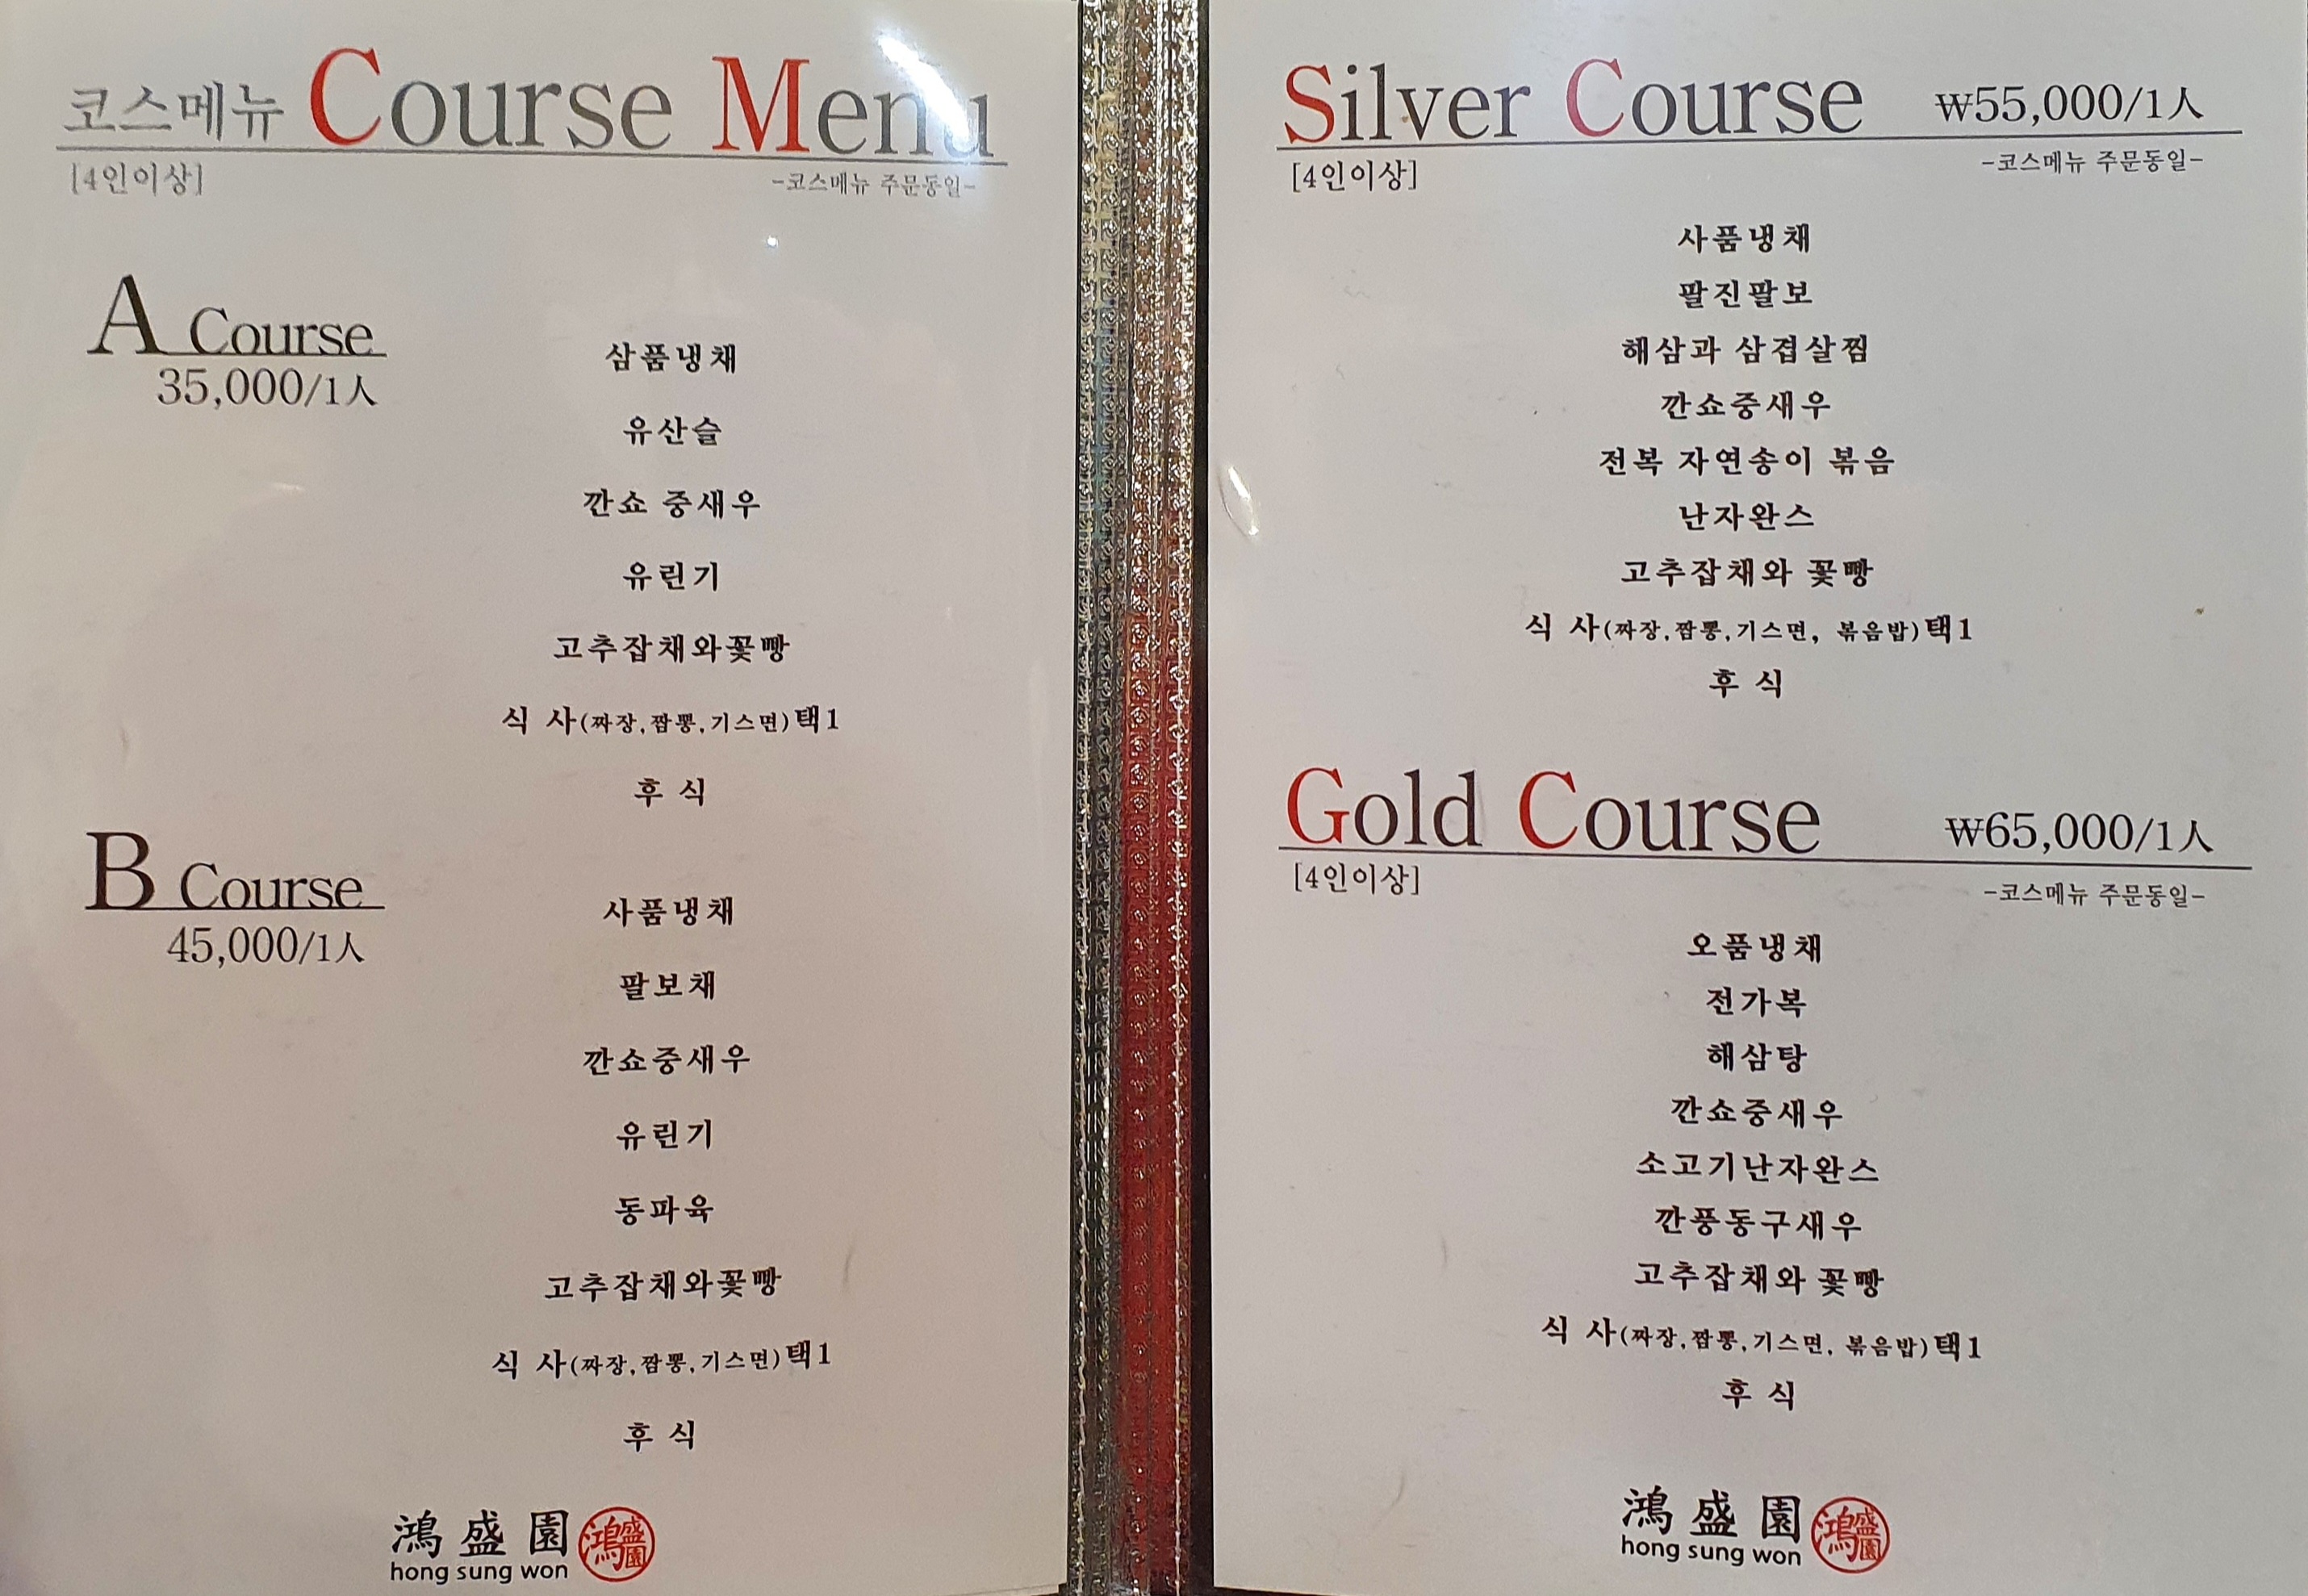 코스메뉴 Course Menu
[4인이상]
-코스메뉴 주문동일-
A Course
35,000/1人
삼품냉채
유산슬
깐쇼 중새우
유린기
고추잡채와꽃빵
식 사(짜장,짬뽕,기스면)택1
후 식
B Course
45,000/1人
사품냉채
팔보채
깐쇼중새우
유린기
동파육
고추잡채와꽃빵
식 사(짜장,짬뽕,기스면)택1
후 식
鴻盛園 鴻盛園
hong sung won
Silver Course ₩55,000/1人
[4인이상]
-코스메뉴 주문동일-
사품냉채
팔진팔보
해삼과 삼겹살찜
깐쇼중새우
전복 자연송이 볶음
난자완스
고추잡채와 꽃빵
식 사(짜장,짬뽕,기스면, 볶음밥)택1
후 식
Gold Course ₩65,000/1人
[4인이상]
-코스메뉴 주문동일-
오품냉채
전가복
해삼탕
깐쇼중새우
소고기난자완스
깐풍동구새우
고추잡채와 꽃빵
식 사(짜장,짬뽕,기스면, 볶음밥)택1
후 식
鴻盛園 鴻盛園
hong sung won